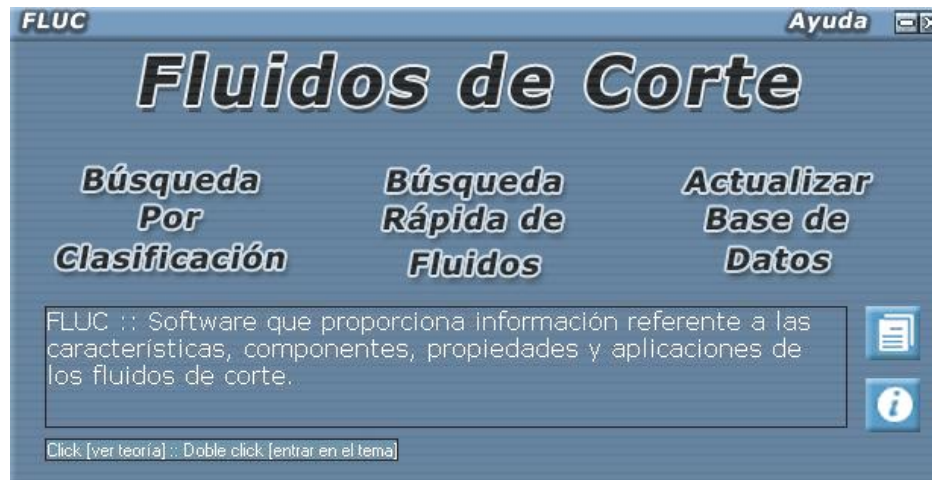 FLUC
Ayuda
Fluidos de Corte
Búsqueda
Por
Clasificación
Búsqueda
Rápida de
Fluidos
Actualizar
Base de
Datos
FLUC :: Software que proporciona información referente a las
características, componentes, propiedades y aplicaciones de
los fluidos de corte.
i
Click [ver teoría] :: Doble click [entrar en el tema]